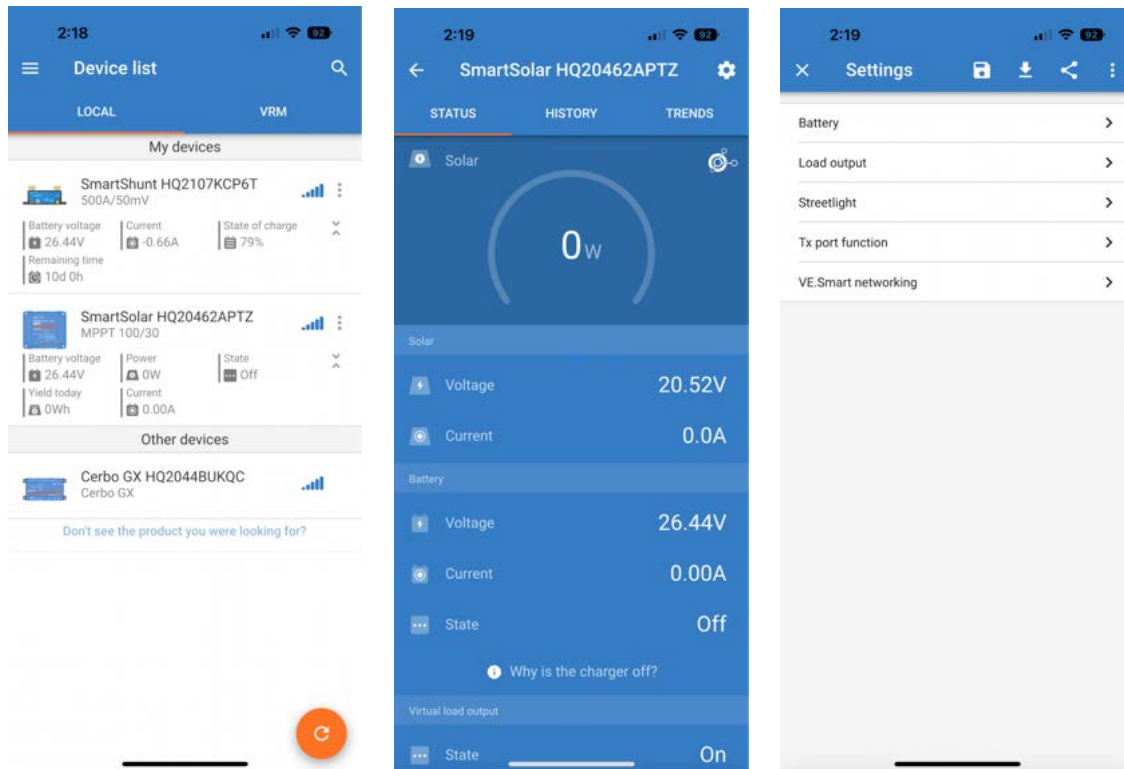 2:18
92
Device list
LOCAL VRM
My devices
SmartShunt HQ2107KCP6T
500A/50mV
Battery voltage Current State of charge
26.44V -0.66A 79%
Remaining time
10d 0h
SmartSolar HQ20462APTZ
MPPT 100/30
Battery voltage Power State
26.44V 0W Off
Yield today Current
0Wh 0.00A
Other devices
Cerbo GX HQ2044BUKQC
Cerbo GX
Don't see the product you were looking for?
2:19
92
SmartSolar HQ20462APTZ
STATUS HISTORY TRENDS
Solar
0W
Solar
Voltage 20.52V
Current 0.0A
Battery
Voltage 26.44V
Current 0.00A
State Off
Why is the charger off?
Virtual load output
State On
2:19
92
Settings
Battery
Load output
Streetlight
Tx port function
VE.Smart networking